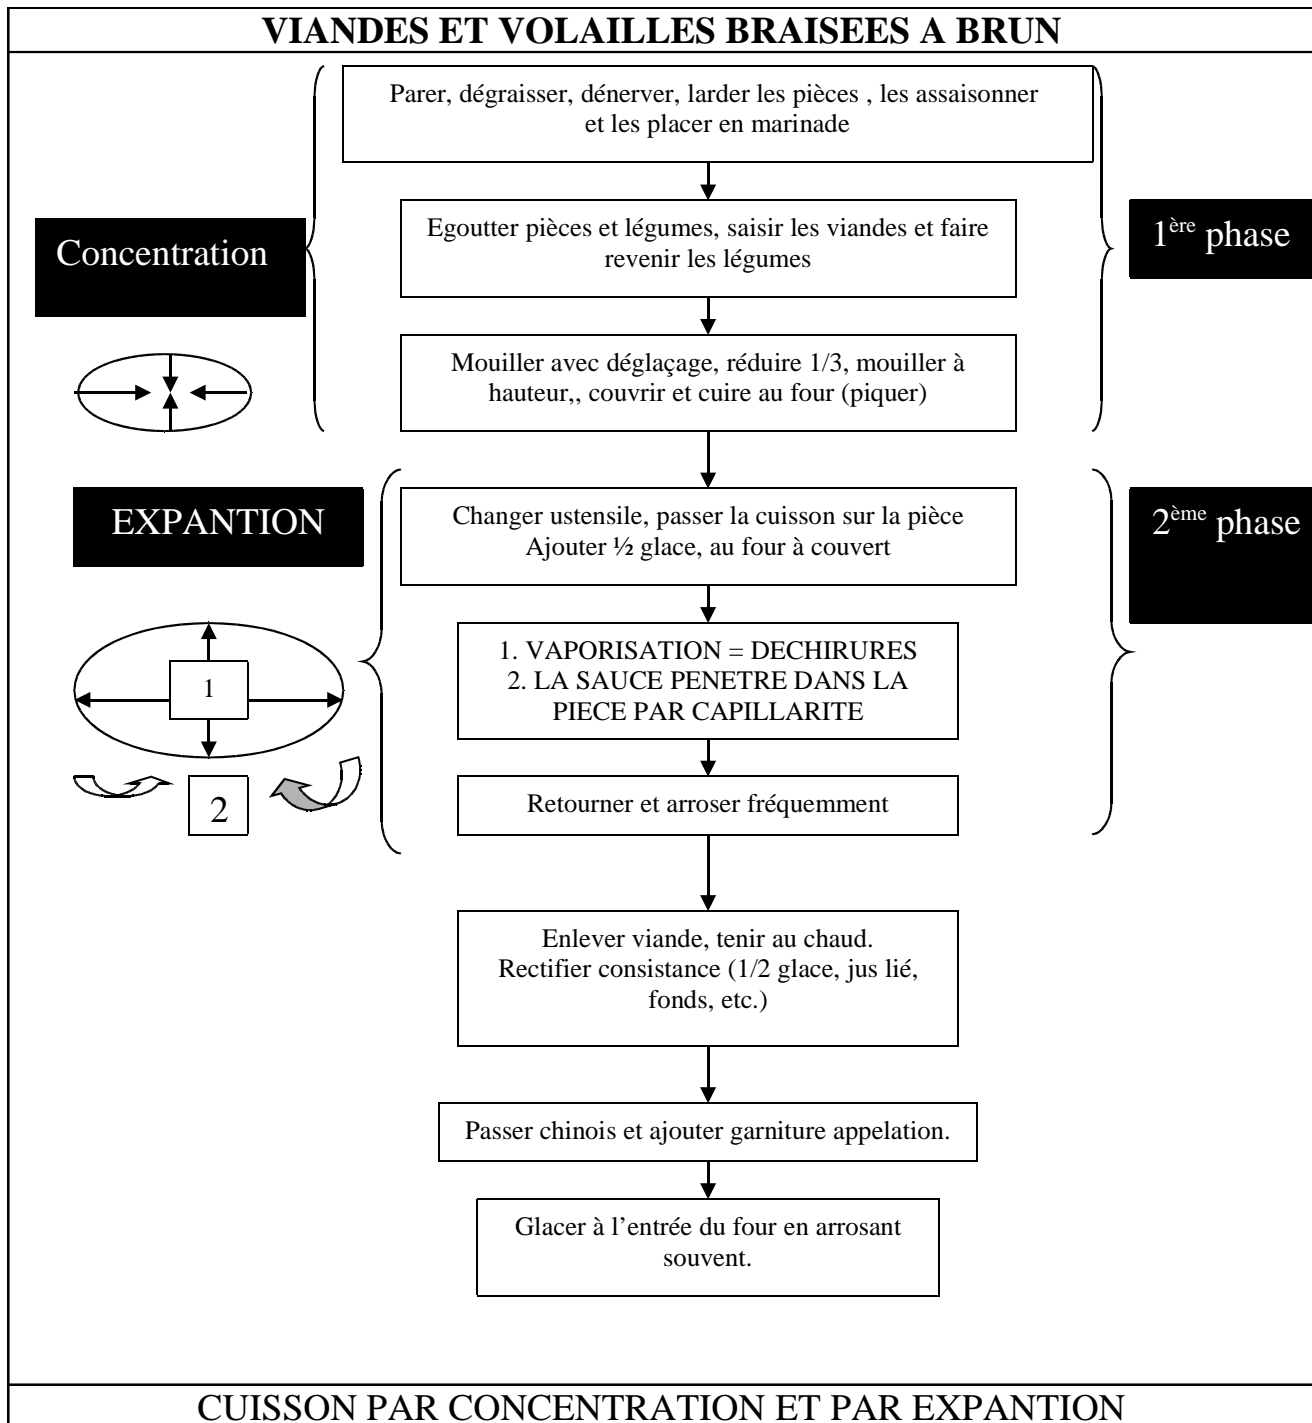 VIANDES ET VOLAILLES BRAISEES A BRUN
Parer, dégraisser, dénerver, larder les pièces , les assaisonner
et les placer en marinade
Concentration
Egoutter pièces et légumes, saisir les viandes et faire
revenir les légumes
1ère phase
Mouiller avec déglaçage, réduire 1/3, mouiller à
hauteur,, couvrir et cuire au four (piquer)
EXPANTION
Changer ustensile, passer la cuisson sur la pièce
Ajouter ½ glace, au four à couvert
2ème phase
1
1. VAPORISATION = DECHIRURES
2. LA SAUCE PENETRE DANS LA
PIECE PAR CAPILLARITE
2
Retourner et arroser fréquemment
Enlever viande, tenir au chaud.
Rectifier consistance (1/2 glace, jus lié,
fonds, etc.)
Passer chinois et ajouter garniture appelation.
Glacer à l’entrée du four en arrosant
souvent.
CUISSON PAR CONCENTRATION ET PAR EXPANTION